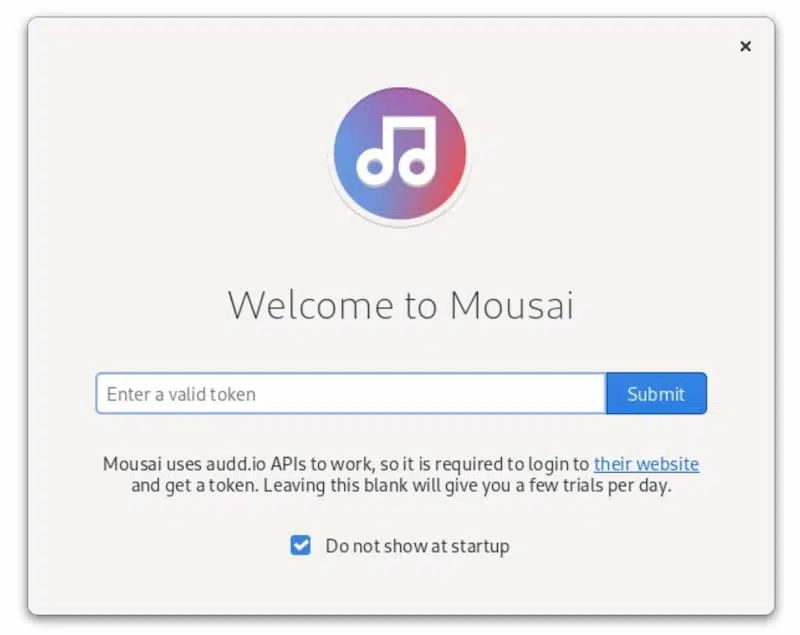 Welcome to Mousai
Enter a valid token
Submit
Mousai uses audd.io APIs to work, so it is required to login to their website
and get a token. Leaving this blank will give you a few trials per day.
Do not show at startup